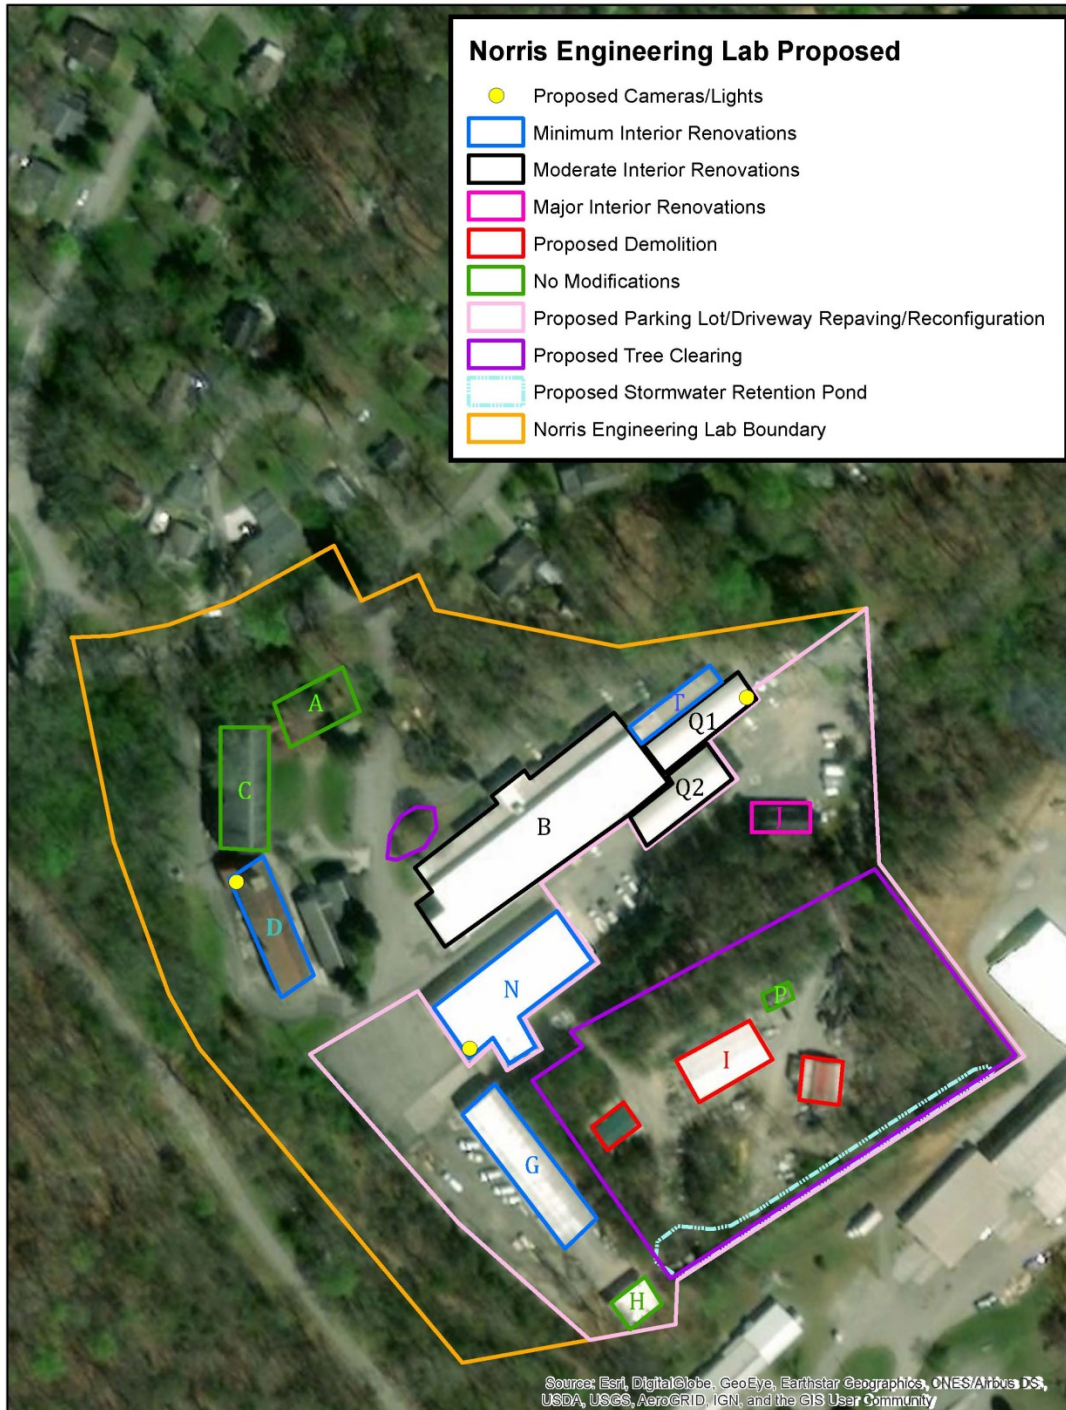 Norris Engineering Lab Proposed
Proposed Cameras/Lights
Minimum Interior Renovations
Moderate Interior Renovations
Major Interior Renovations
Proposed Demolition
No Modifications
Proposed Parking Lot/Driveway Repaving/Reconfiguration
Proposed Tree Clearing
Proposed Stormwater Retention Pond
Norris Engineering Lab Boundary
A
T
Q1
C
Q2
B
J
D
N
P
I
G
H
Source: Esri, DigitalGlobe, GeoEye, Earthstar Geographics, CNES/Airbus DS,
USDA, USGS, AeroGRID, IGN, and the GIS User Community